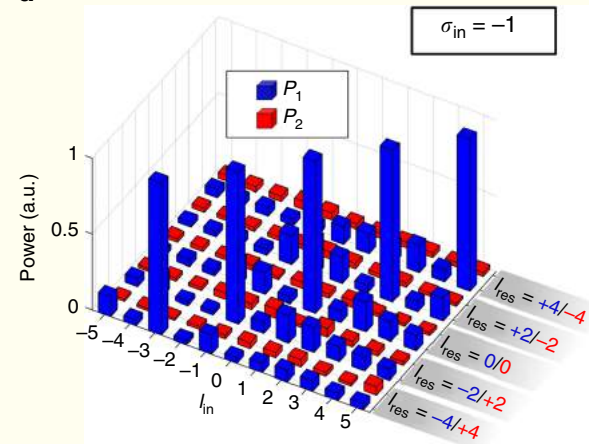 σin = –1
P1
P2
1
0.5
0
Power (a.u.)
–5
–4
–3
–2
–1
0
1
2
3
4
5
lin
lres = +4/–4
lres = +2/–2
lres = 0/0
lres = –2/+2
lres = –4/+4